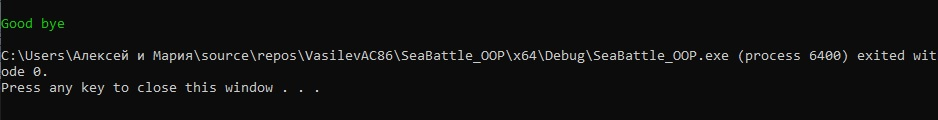 Good bye
C:\Users\Алексей и Мария\source\repos\VasilevAC86\SeaBattle_OOP\x64\Debug\SeaBattle_OOP.exe (process 6400) exited wit
ode 0.
Press any key to close this window . . .